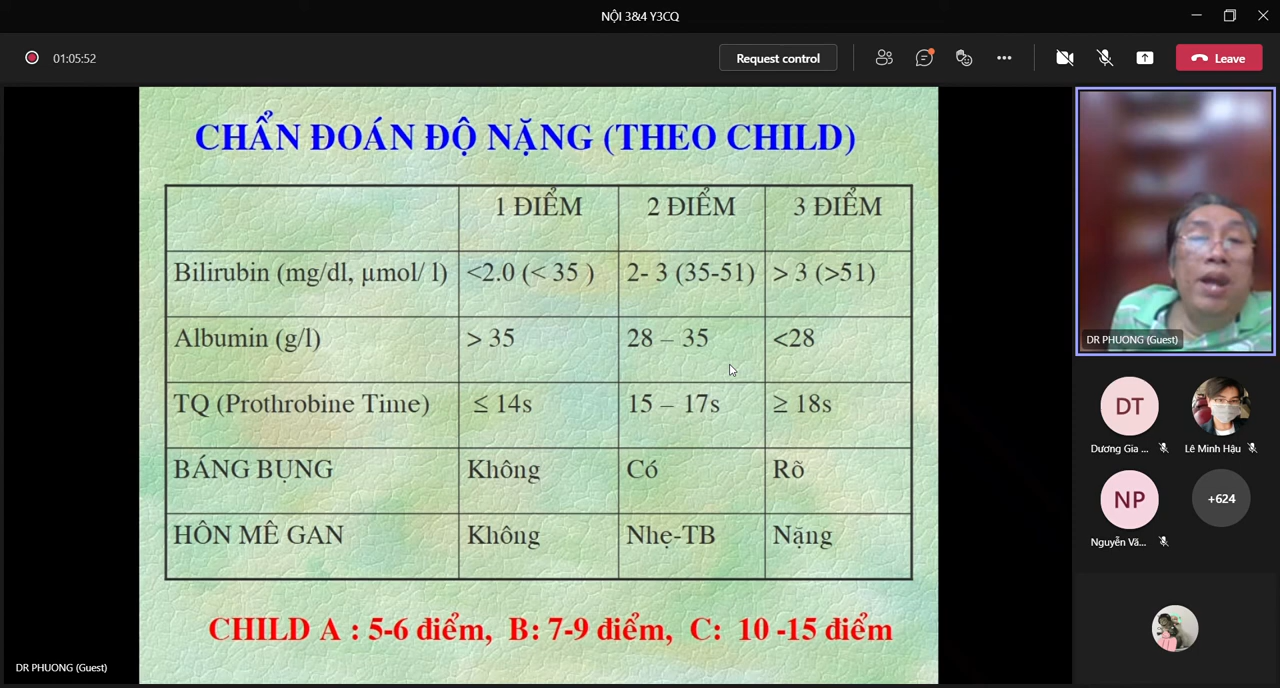 NỘI 3&4 Y3CQ
01:05:52
Request control
Leave
CHẨN ĐOÁN ĐỘ NẶNG (THEO CHILD)
1 ĐIỂM 2 ĐIỂM 3 ĐIỂM
Bilirubin (mg/dl, µmol/ l) <2.0 (< 35 ) 2- 3 (35-51) > 3 (>51)
Albumin (g/l) > 35 28 – 35 <28
TQ (Prothrobine Time) ≤ 14s 15 – 17s ≥ 18s
BÁNG BỤNG Không Có Rõ
HÔN MÊ GAN Không Nhẹ-TB Nặng
CHILD A : 5-6 điểm, B: 7-9 điểm, C: 10 -15 điểm
DR PHUONG (Guest)
DR PHUONG (Guest)
DT
Dương Gia ...
Lê Minh Hậu
NP
Nguyễn Vă...
+624